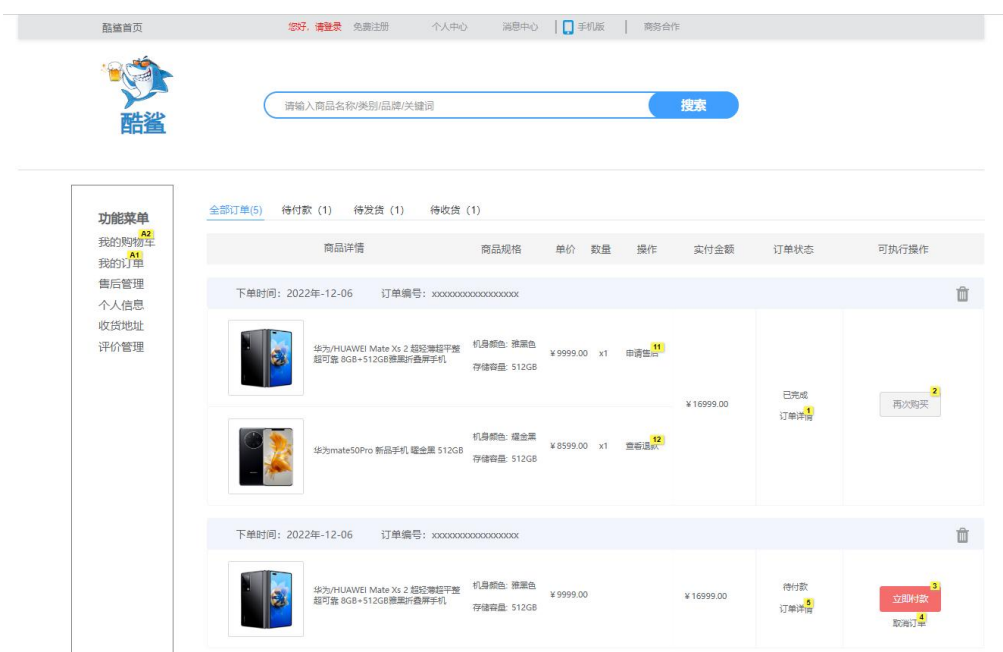 酷鲨首页 您好，请登录 免费注册 个人中心 消息中心 手机版 商务合作
酷鲨
请输入商品名称/类别/品牌/关键词 搜索
全部订单(5) 待付款（1） 待发货（1） 待收货（1）
功能菜单
我的购物车 A2
我的订单 A1
售后管理
个人信息
收货地址
评价管理
商品详情 商品规格 单价 数量 操作 实付金额 订单状态 可执行操作
下单时间：2022年-12-06 订单编号：xxxxxxxxxxxxxxxxx
华为/HUAWEI Mate Xs 2 超轻薄超平整
超可靠 8GB+512GB雅黑折叠屏手机
机身颜色: 雅黑色
存储容量: 512GB
¥9999.00 x1 申请售后 11
华为mate50Pro 新品手机 曜金黑 512GB
机身颜色: 曜金黑
存储容量: 512GB
¥8599.00 x1 查看退款 12
¥16999.00
已完成
订单详情 1
再次购买 2
下单时间：2022年-12-06 订单编号：xxxxxxxxxxxxxxxxx
华为/HUAWEI Mate Xs 2 超轻薄超平整
超可靠 8GB+512GB雅黑折叠屏手机
机身颜色: 雅黑色
存储容量: 512GB
¥9999.00
¥16999.00
待付款
订单详情 5
立即付款 3
取消订单 4